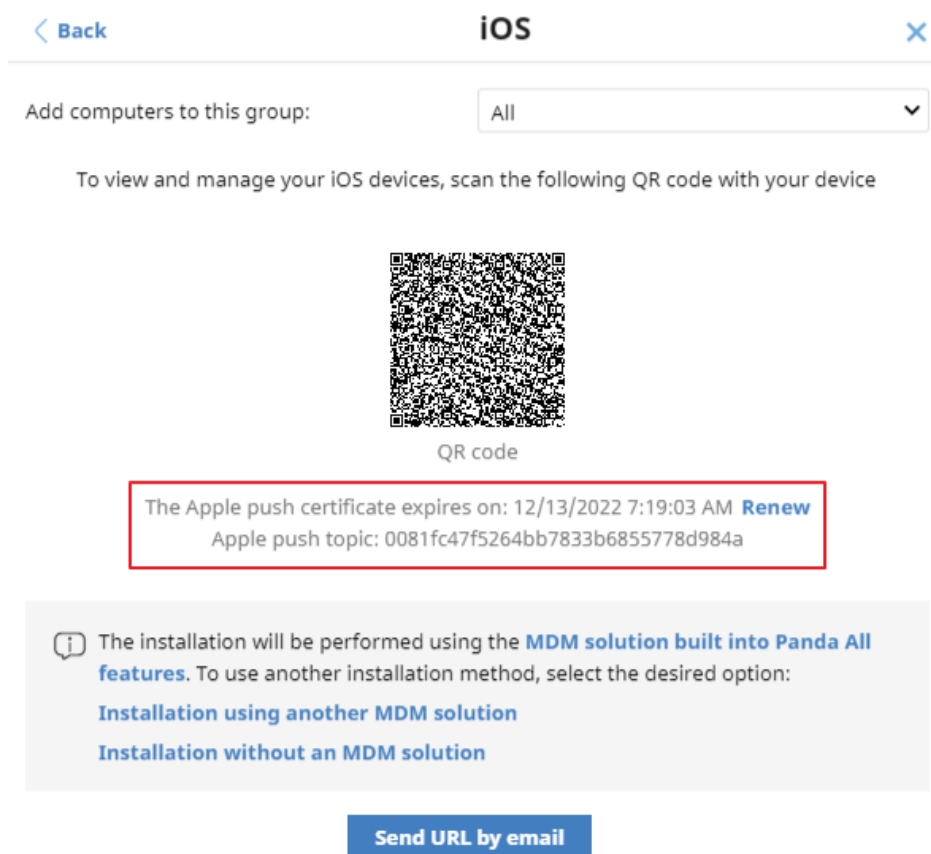 Back
iOS
Add computers to this group:
All
To view and manage your iOS devices, scan the following QR code with your device
QR code
The Apple push certificate expires on: 12/13/2022 7:19:03 AM Renew
Apple push topic: 0081fc47f5264bb7833b6855778d984a
The installation will be performed using the MDM solution built into Panda All
features. To use another installation method, select the desired option:
Installation using another MDM solution
Installation without an MDM solution
Send URL by email